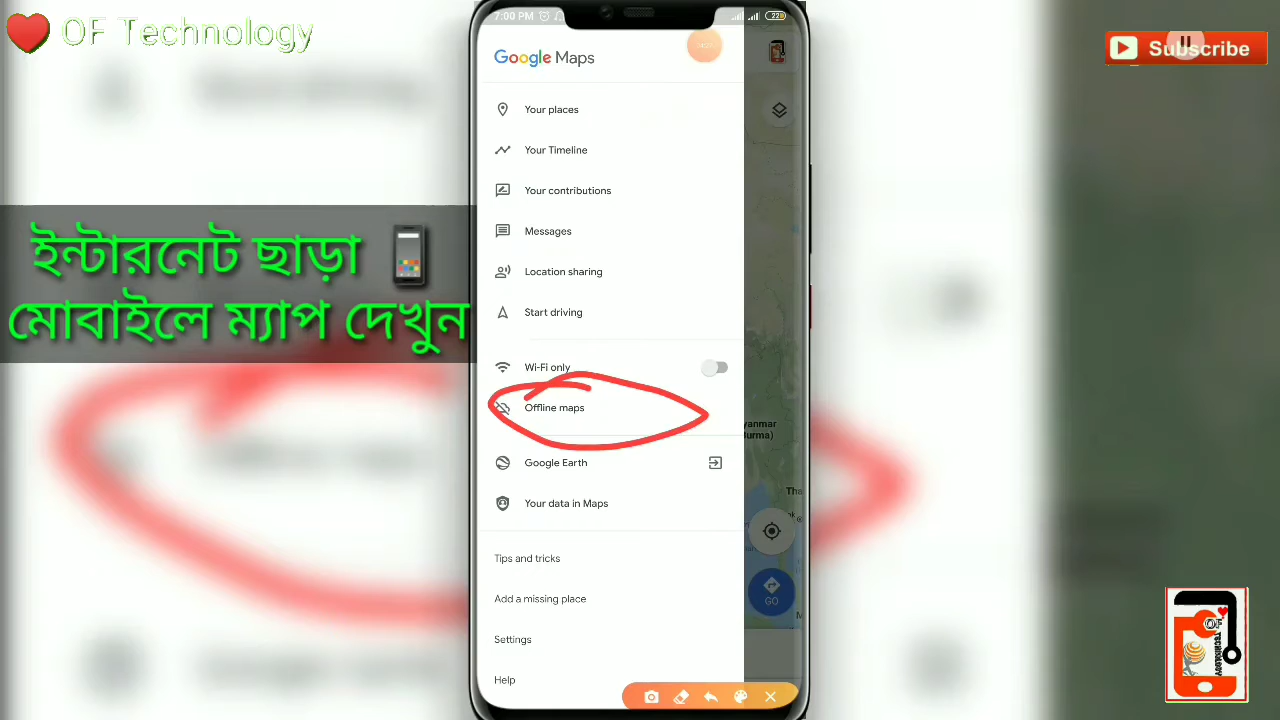 OF Technology
Subscribe
7:00 PM
Google Maps
Your places
Your Timeline
Your contributions
Messages
Location sharing
Start driving
Wi-Fi only
Offline maps
Google Earth
Your data in Maps
Tips and tricks
Add a missing place
Settings
Help
ইন্টারনেট ছাড়া
মোবাইলে ম্যাপ দেখুন
yanmar
GO